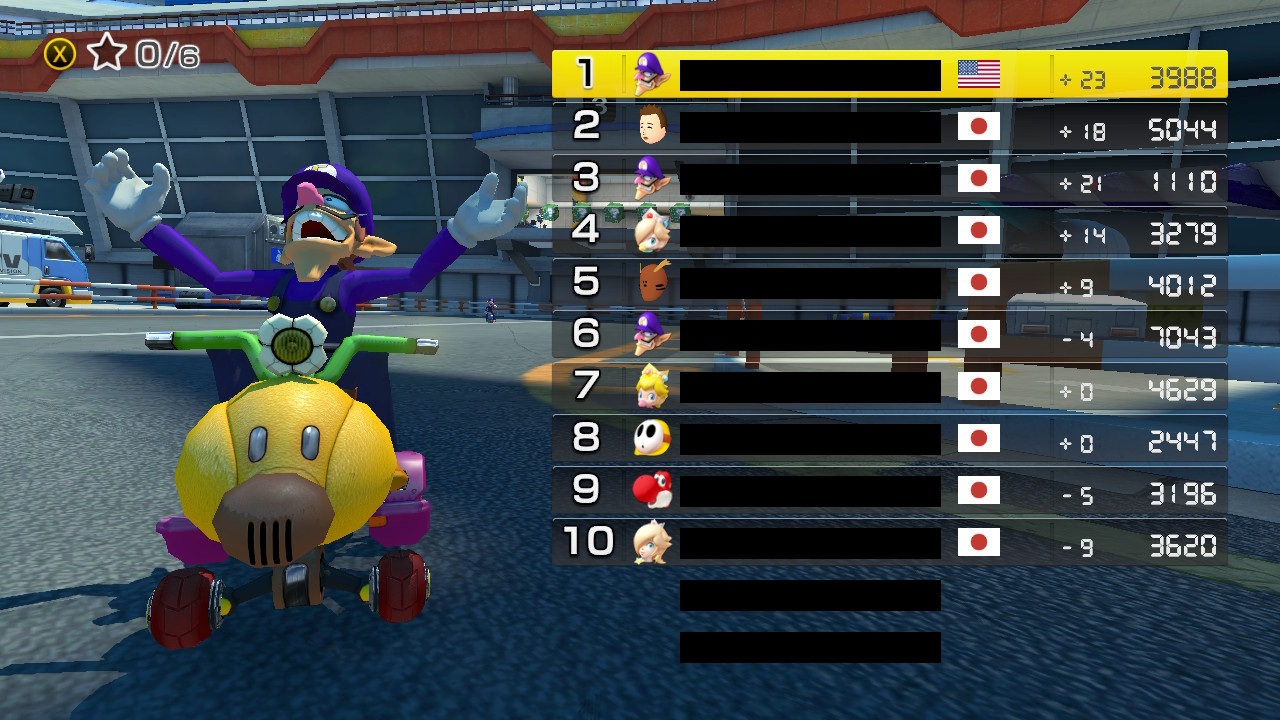 X 0/6
1 + 23 3988
2 + 18 5044
3 + 21 1110
4 + 14 3279
5 + 9 4012
6 - 4 7043
7 + 0 4629
8 + 0 2447
9 - 5 3196
10 - 9 3620